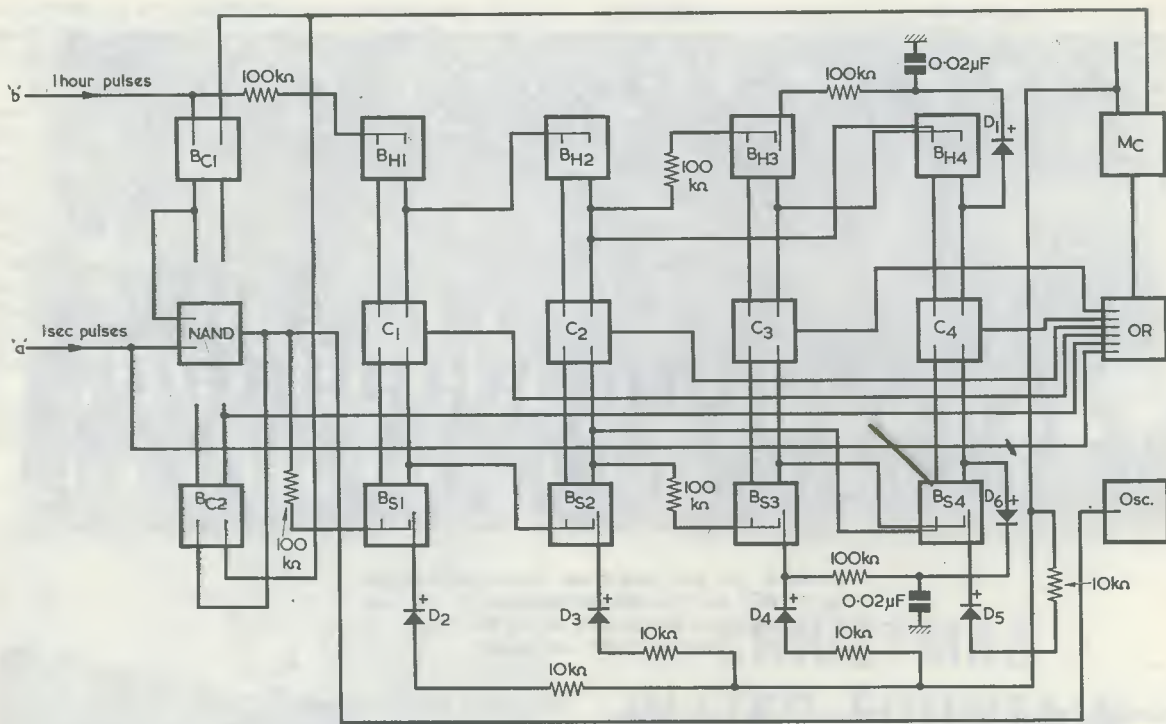 'b' 1 hour pulses
100kΩ
BC1
BH1
BH2
100 kΩ
BH3
100kΩ
0·02μF
BH4
D1 +
MC
'a' 1sec pulses
NAND
C1
C2
C3
C4
OR
BC2
100 kΩ
BS1
BS2
100 kΩ
BS3
BS4
D6 +
Osc.
100kΩ
0·02μF
10kΩ
+ D2
+ D3
+ D4
+ D5
10kΩ
10kΩ
10kΩ